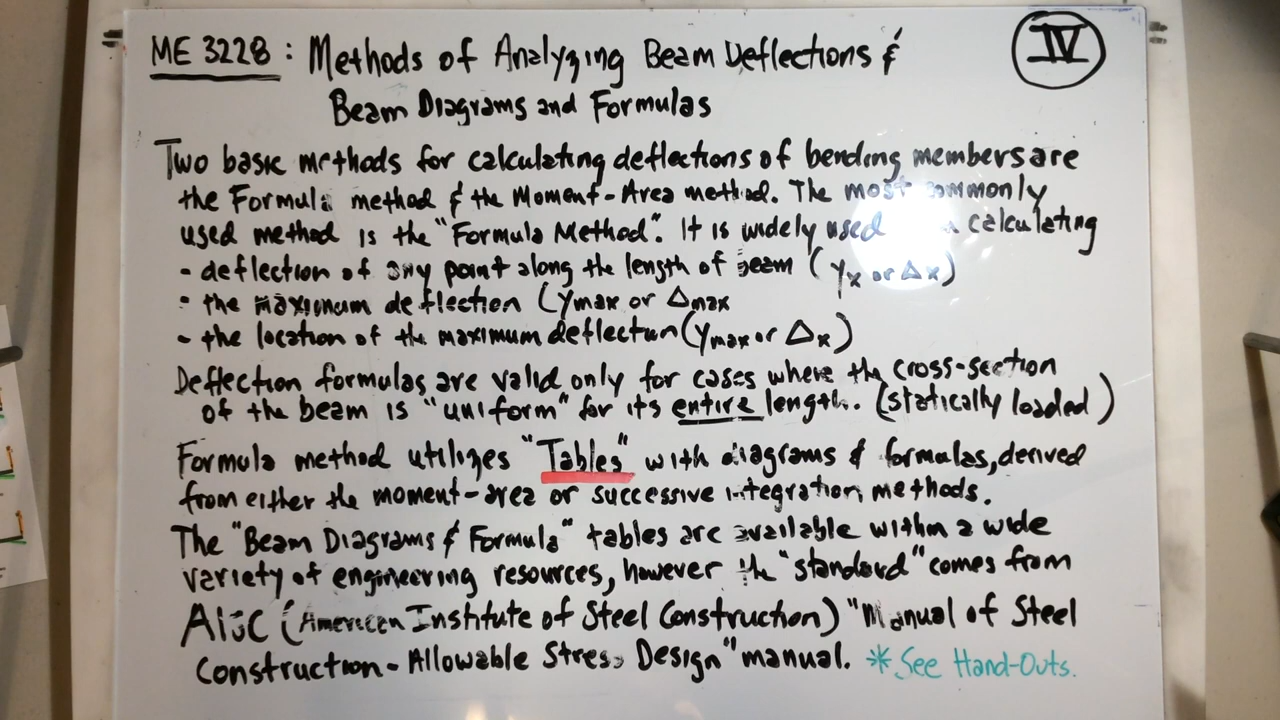 ME 3228: Methods of Analyzing Beam Deflections &
IV
Beam Diagrams and Formulas
Two basic methods for calculating deflections of bending members are
the Formula method & the Moment-Area method. The most commonly
used method is the "Formula Method". It is widely used calculating
- deflection of any point along the length of beam (yx or Δx)
- the maximum deflection (ymax or Δmax
- the location of the maximum deflection (ymax or Δx)
Deflection formulas are valid only for cases where the cross-section
of the beam is "uniform" for its entire length. (statically loaded)
Formula method utilizes "Tables" with diagrams & formulas, derived
from either the moment-area or successive integration methods.
The "Beam Diagrams & Formula" tables are available within a wide
variety of engineering resources, however the "standard" comes from
AISC (American Institute of Steel Construction) "Manual of Steel
Construction - Allowable Stress Design" manual. *See Hand-Outs.